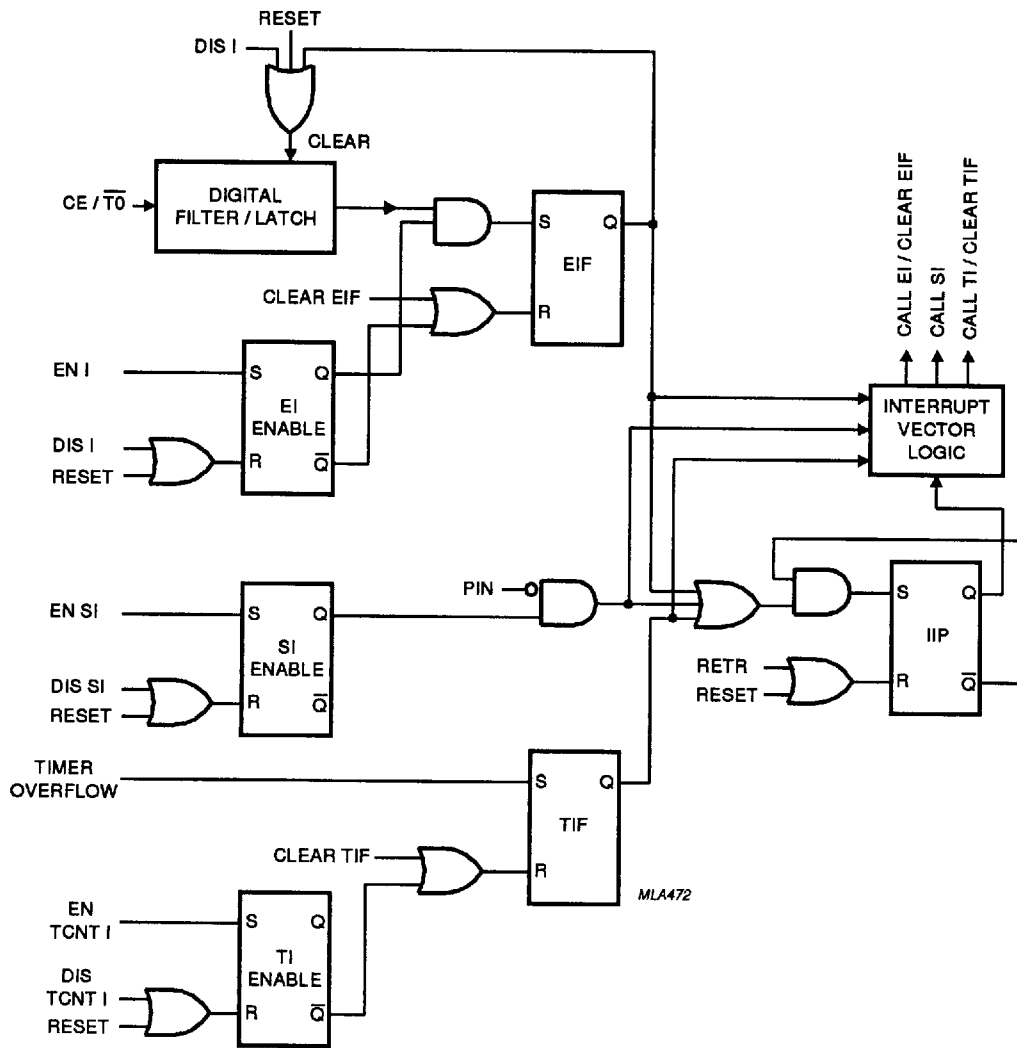 RESET
DIS I
CLEAR
CE / T̅0̅
DIGITAL
FILTER / LATCH
S
Q
EIF
R
CLEAR EIF
CALL EI / CLEAR EIF
CALL SI
CALL TI / CLEAR TIF
EN I
S
Q
EI
ENABLE
DIS I
RESET
R
Q̅
INTERRUPT
VECTOR
LOGIC
PIN
EN SI
S
Q
SI
ENABLE
DIS SI
RESET
R
Q̅
S
Q
IIP
RETR
RESET
R
Q̅
TIMER
OVERFLOW
S
Q
TIF
R
CLEAR TIF
MLA472
EN
TCNT I
S
Q
TI
ENABLE
DIS
TCNT I
RESET
R
Q̅